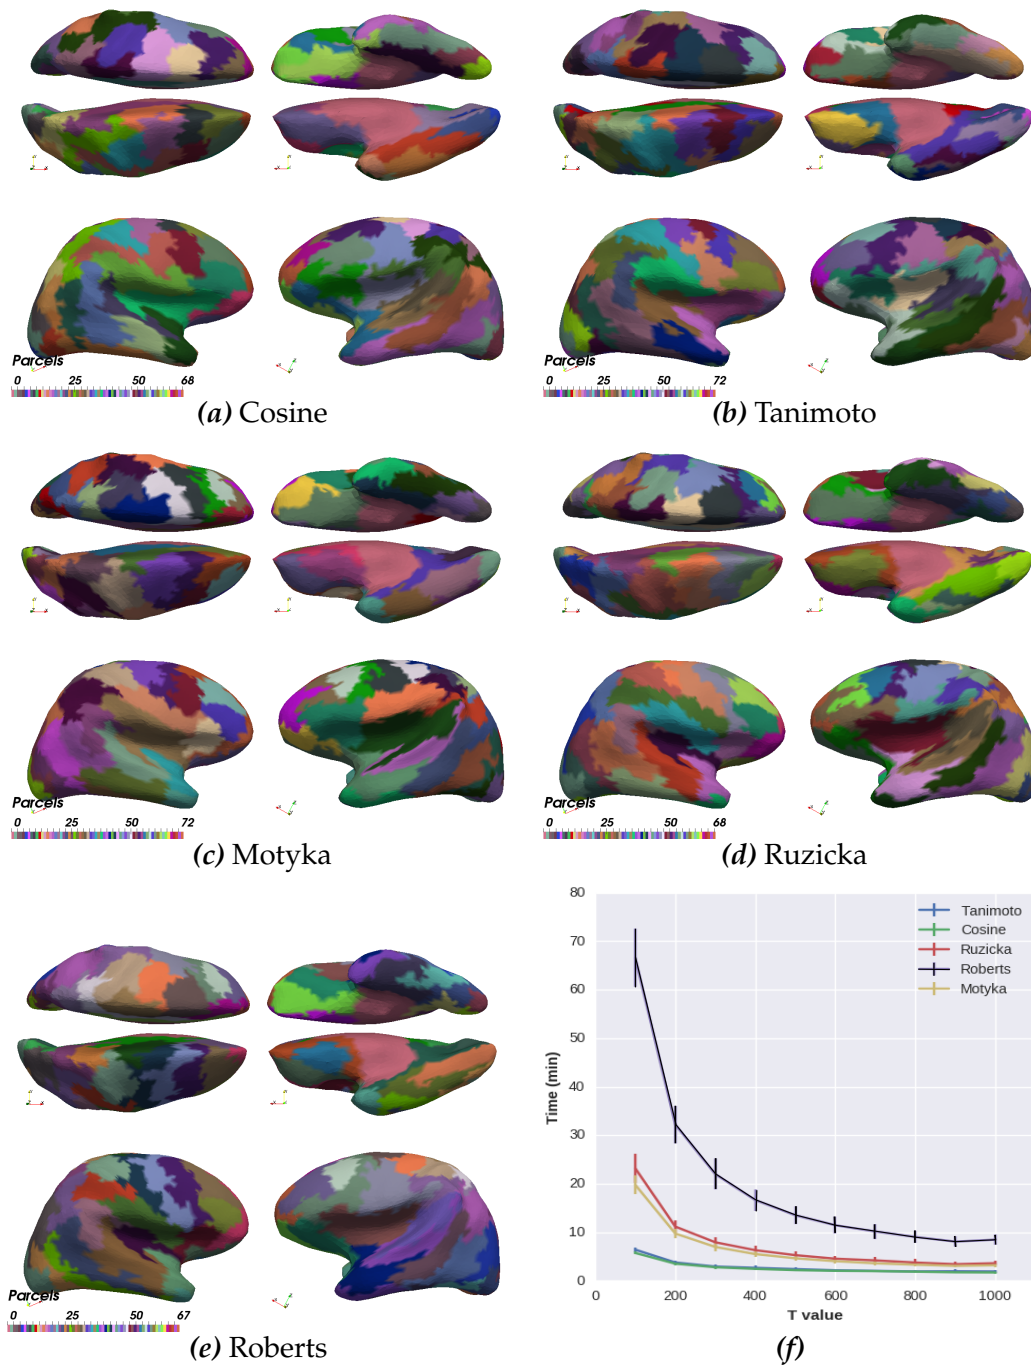 Parcels
0 25 50 68
(a) Cosine
Parcels
0 25 50 72
(b) Tanimoto
Parcels
0 25 50 72
(c) Motyka
Parcels
0 25 50 68
(d) Ruzicka
Parcels
0 25 50 67
(e) Roberts
80
70
60
50
40
30
20
10
0
Time (min)
Tanimoto
Cosine
Ruzicka
Roberts
Motyka
0 200 400 600 800 1000
T value
(f)